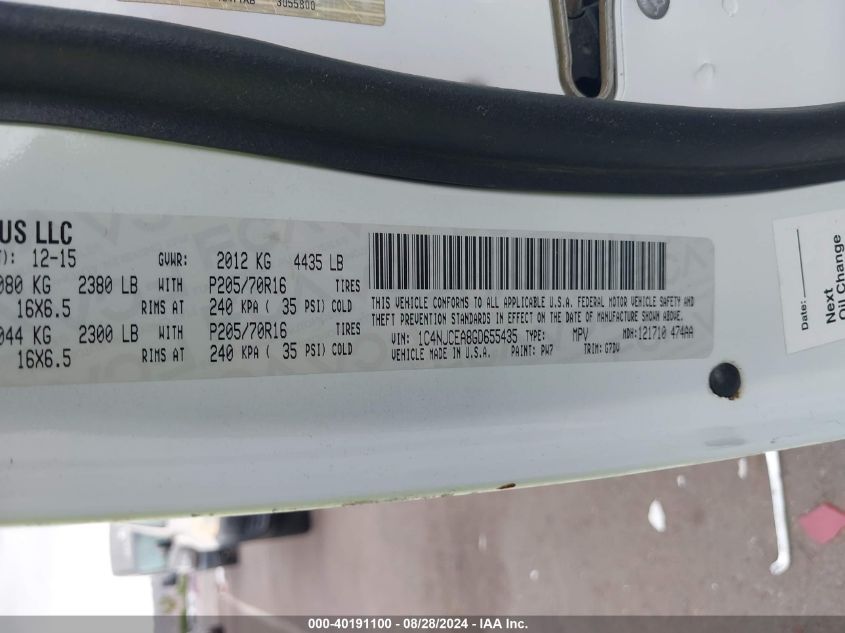 3055800
US LLC
T): 12-15 GVWR: 2012 KG 4435 LB
080 KG 2380 LB WITH P205/70R16 TIRES
16X6.5 RIMS AT 240 KPA ( 35 PSI) COLD
044 KG 2300 LB WITH P205/70R16 TIRES
16X6.5 RIMS AT 240 KPA ( 35 PSI) COLD
THIS VEHICLE CONFORMS TO ALL APPLICABLE U.S.A. FEDERAL MOTOR VEHICLE SAFETY, BUMPER, AND
THEFT PREVENTION STANDARDS IN EFFECT ON THE DATE OF MANUFACTURE SHOWN ABOVE.
VIN: 1C4NJCEA8GD655435 TYPE: MPV MDH: 121710 474AA
VEHICLE MADE IN U.S.A. PAINT: PW7 TRIM: G7DV
Date:
Next
Oil Change
000-40191100 - 08/28/2024 - IAA Inc.